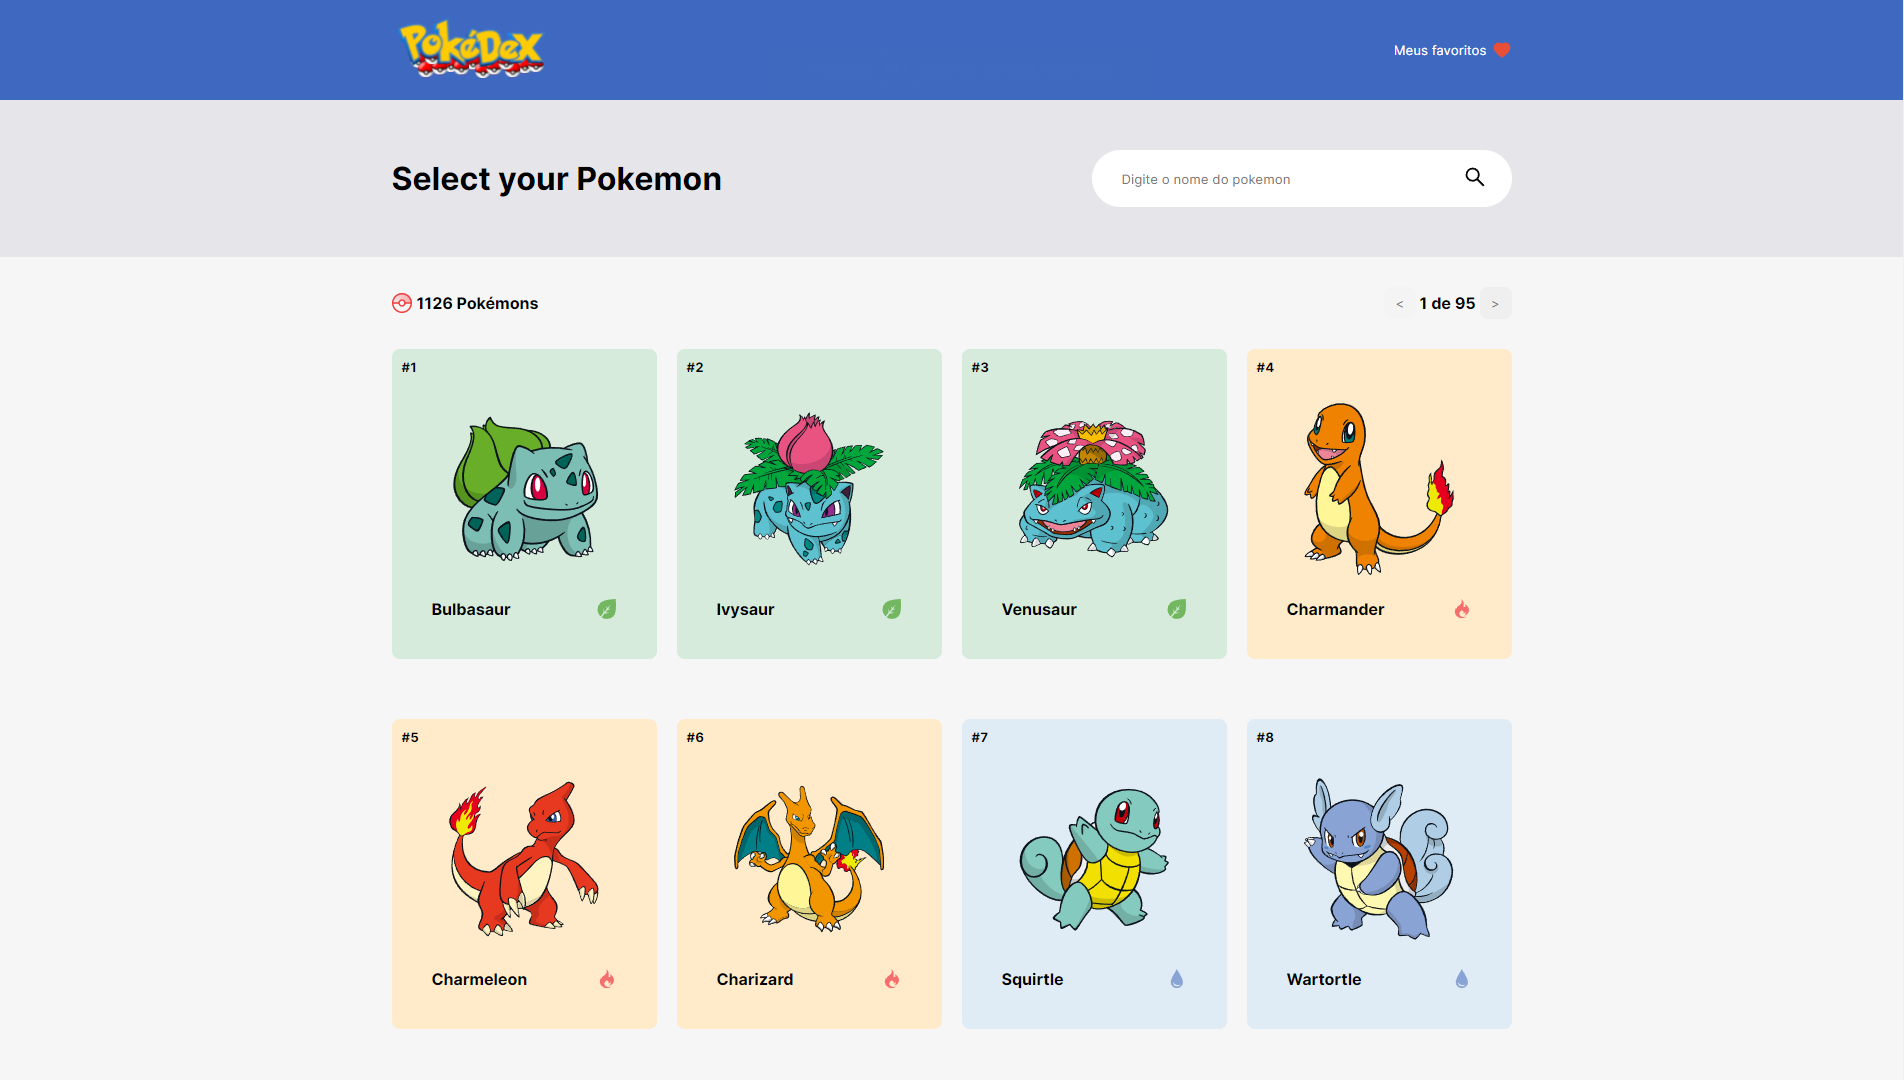 PokéDex
Meus favoritos
Select your Pokemon
Digite o nome do pokemon
1126 Pokémons
< 1 de 95 >
#1
Bulbasaur
#2
Ivysaur
#3
Venusaur
#4
Charmander
#5
Charmeleon
#6
Charizard
#7
Squirtle
#8
Wartortle